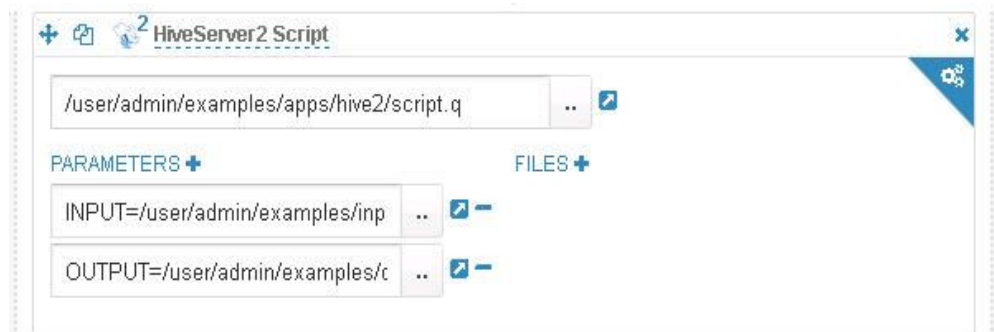 2 HiveServer2 Script
/user/admin/examples/apps/hive2/script.q ..
PARAMETERS FILES
INPUT=/user/admin/examples/inp ..
OUTPUT=/user/admin/examples/c ..